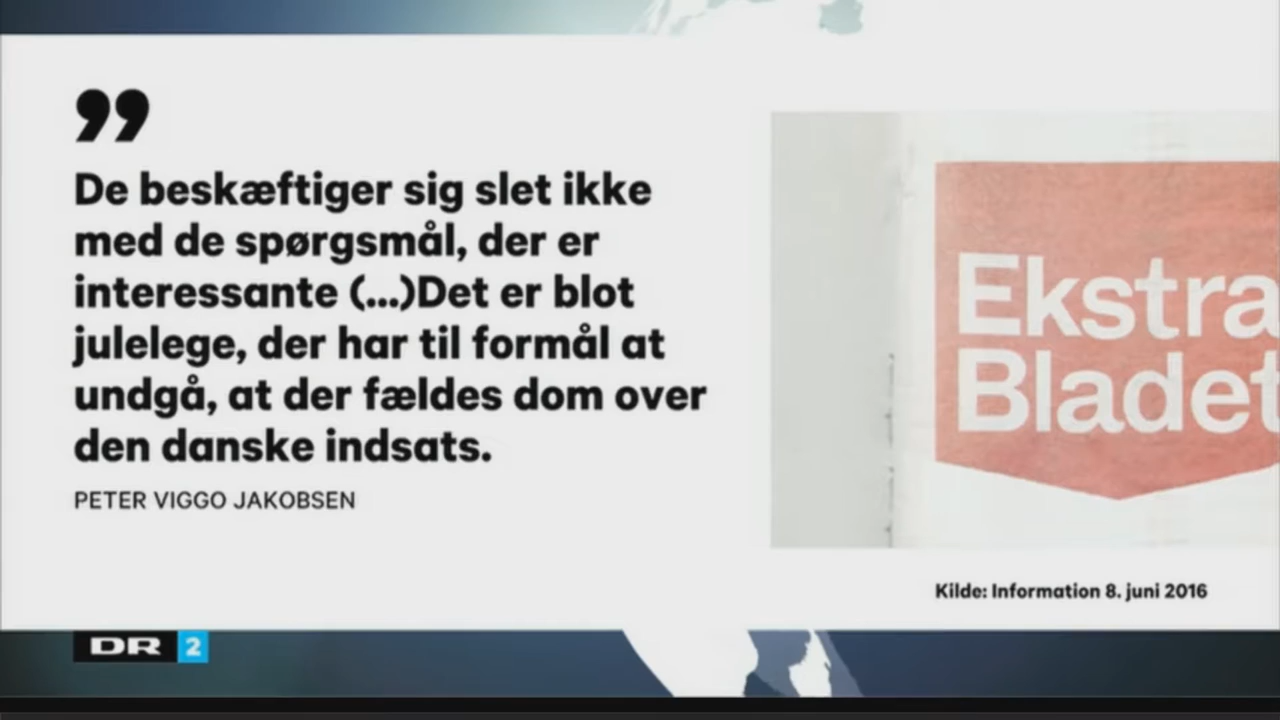 ”
De beskæftiger sig slet ikke
med de spørgsmål, der er
interessante (...)Det er blot
julelege, der har til formål at
undgå, at der fældes dom over
den danske indsats.
PETER VIGGO JAKOBSEN
Ekstra
Bladet
Kilde: Information 8. juni 2016
DR 2